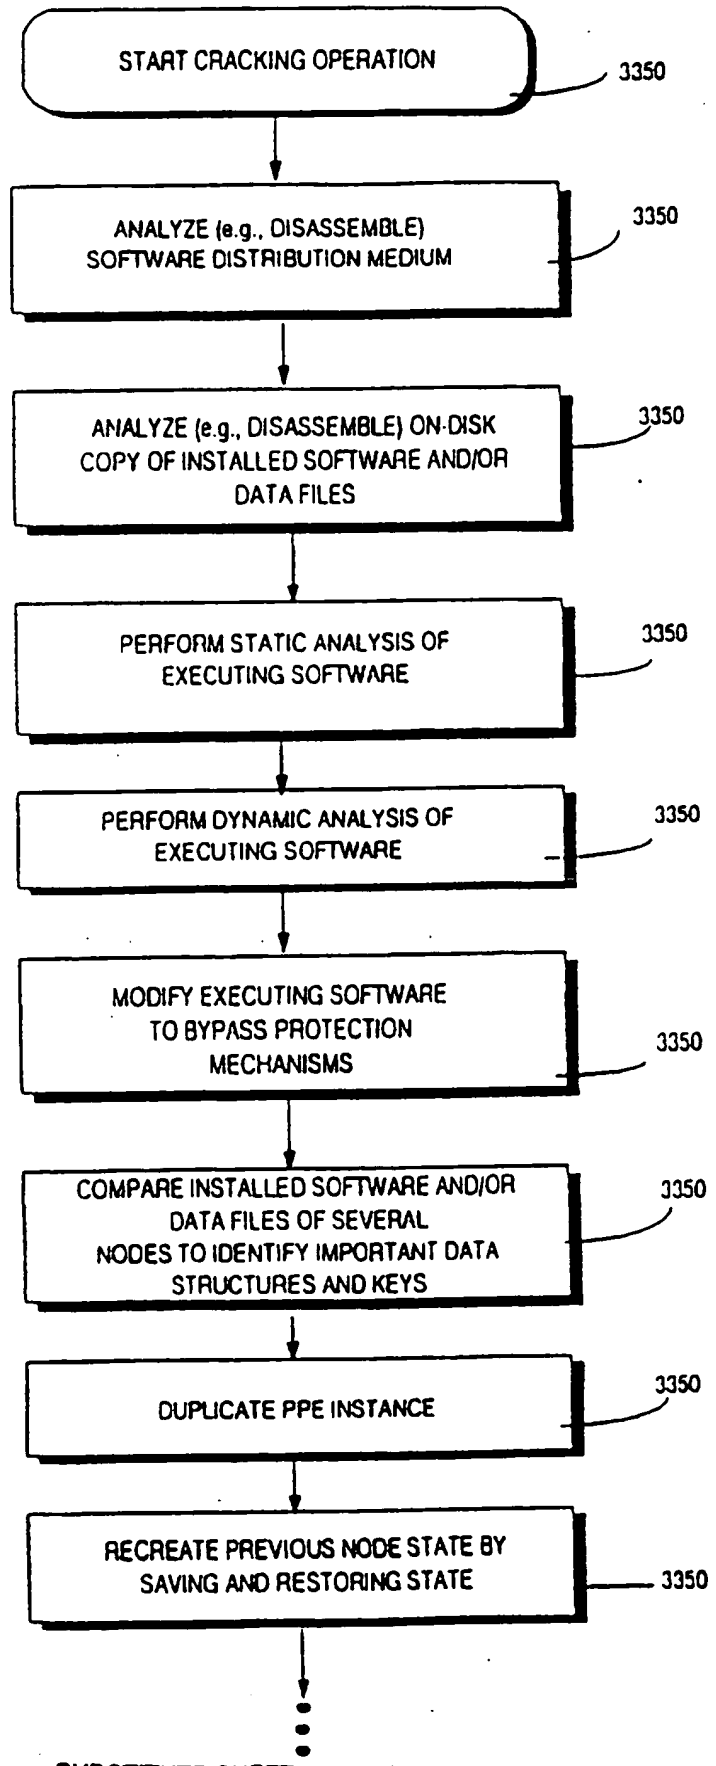 START CRACKING OPERATION
3350
ANALYZE (e.g., DISASSEMBLE)
SOFTWARE DISTRIBUTION MEDIUM
3350
ANALYZE (e.g., DISASSEMBLE) ON-DISK
COPY OF INSTALLED SOFTWARE AND/OR
DATA FILES
3350
PERFORM STATIC ANALYSIS OF
EXECUTING SOFTWARE
3350
PERFORM DYNAMIC ANALYSIS OF
EXECUTING SOFTWARE
3350
MODIFY EXECUTING SOFTWARE
TO BYPASS PROTECTION
MECHANISMS
3350
COMPARE INSTALLED SOFTWARE AND/OR
DATA FILES OF SEVERAL
NODES TO IDENTIFY IMPORTANT DATA
STRUCTURES AND KEYS
3350
DUPLICATE PPE INSTANCE
3350
RECREATE PREVIOUS NODE STATE BY
SAVING AND RESTORING STATE
3350